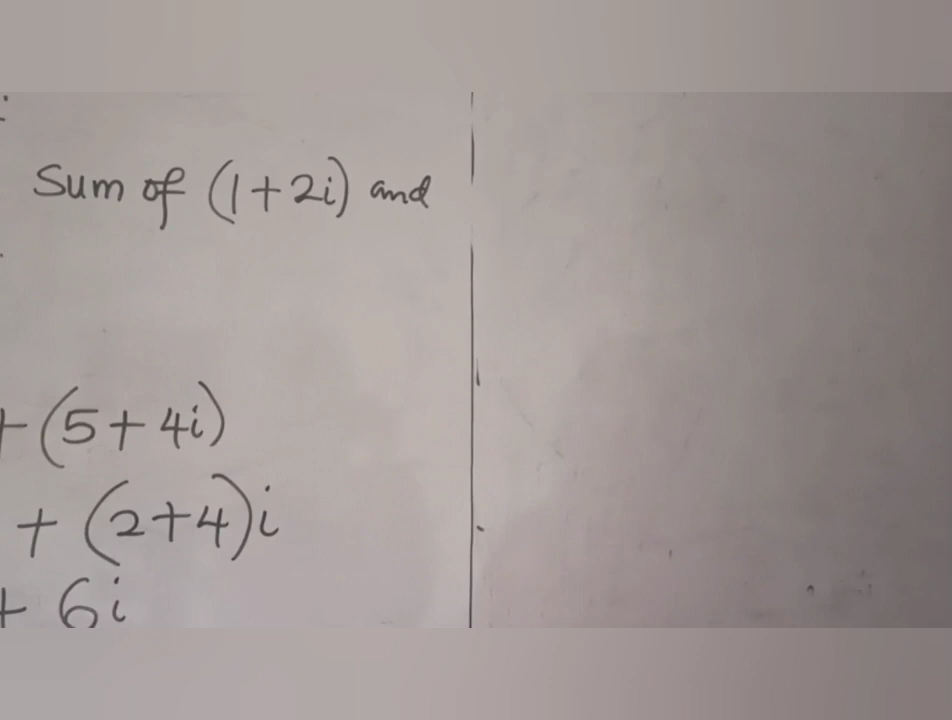 Sum of (1+2i) and
+(5+4i)
+ (2+4)i
+ 6i